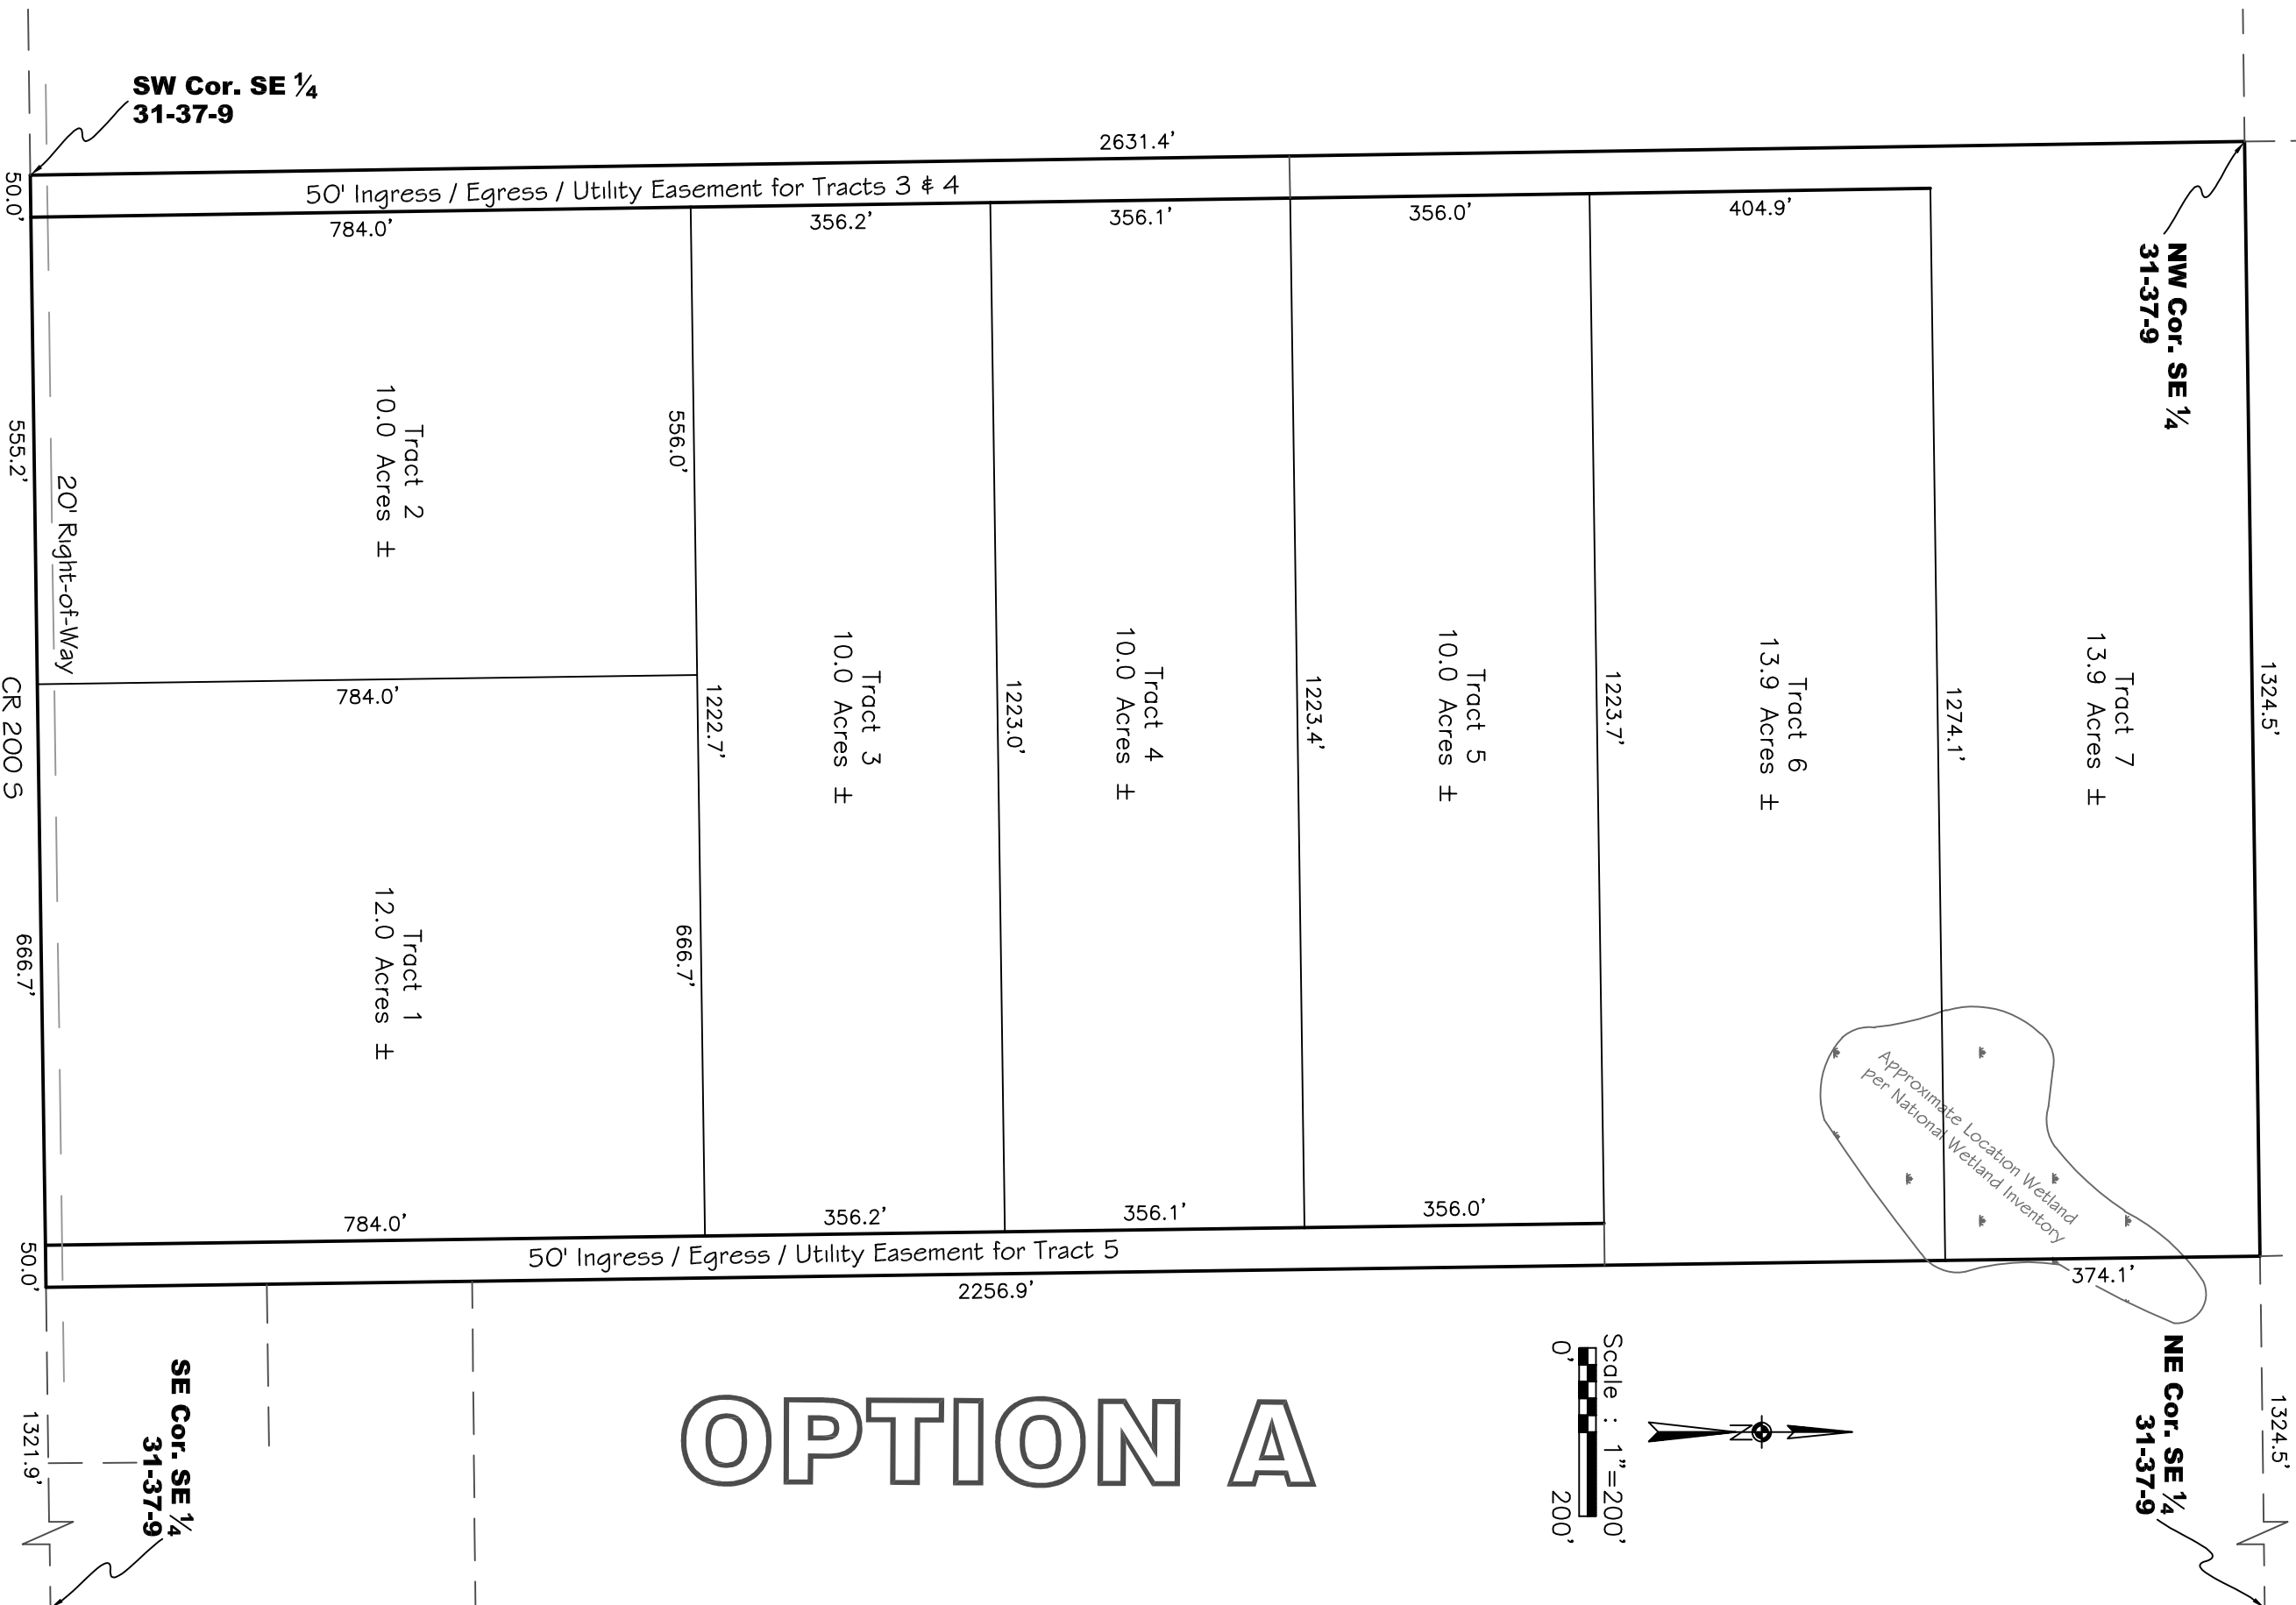 SW Cor. SE ¼
31-37-9
2631.4'
50' Ingress / Egress / Utility Easement for Tracts 3 & 4
50.0'
784.0'
356.2'
356.1'
356.0'
404.9'
NW Cor. SE ¼
31-37-9
Tract 2
10.0 Acres ±
556.0'
555.2'
20' Right-of-Way
CR 200 S
784.0'
1222.7'
Tract 3
10.0 Acres ±
1223.0'
Tract 4
10.0 Acres ±
1223.4'
Tract 5
10.0 Acres ±
1223.7'
Tract 6
13.9 Acres ±
1274.1'
Tract 7
13.9 Acres ±
1324.5'
Tract 1
12.0 Acres ±
666.7'
666.7'
Approximate Location Wetland
per National Wetland Inventory
784.0'
356.2'
356.1'
356.0'
50.0'
50' Ingress / Egress / Utility Easement for Tract 5
2256.9'
374.1'
SE Cor. SE ¼
31-37-9
1321.9'
OPTION A
Scale : 1"=200'
0'
200'
N
NE Cor. SE ¼
31-37-9
1324.5'